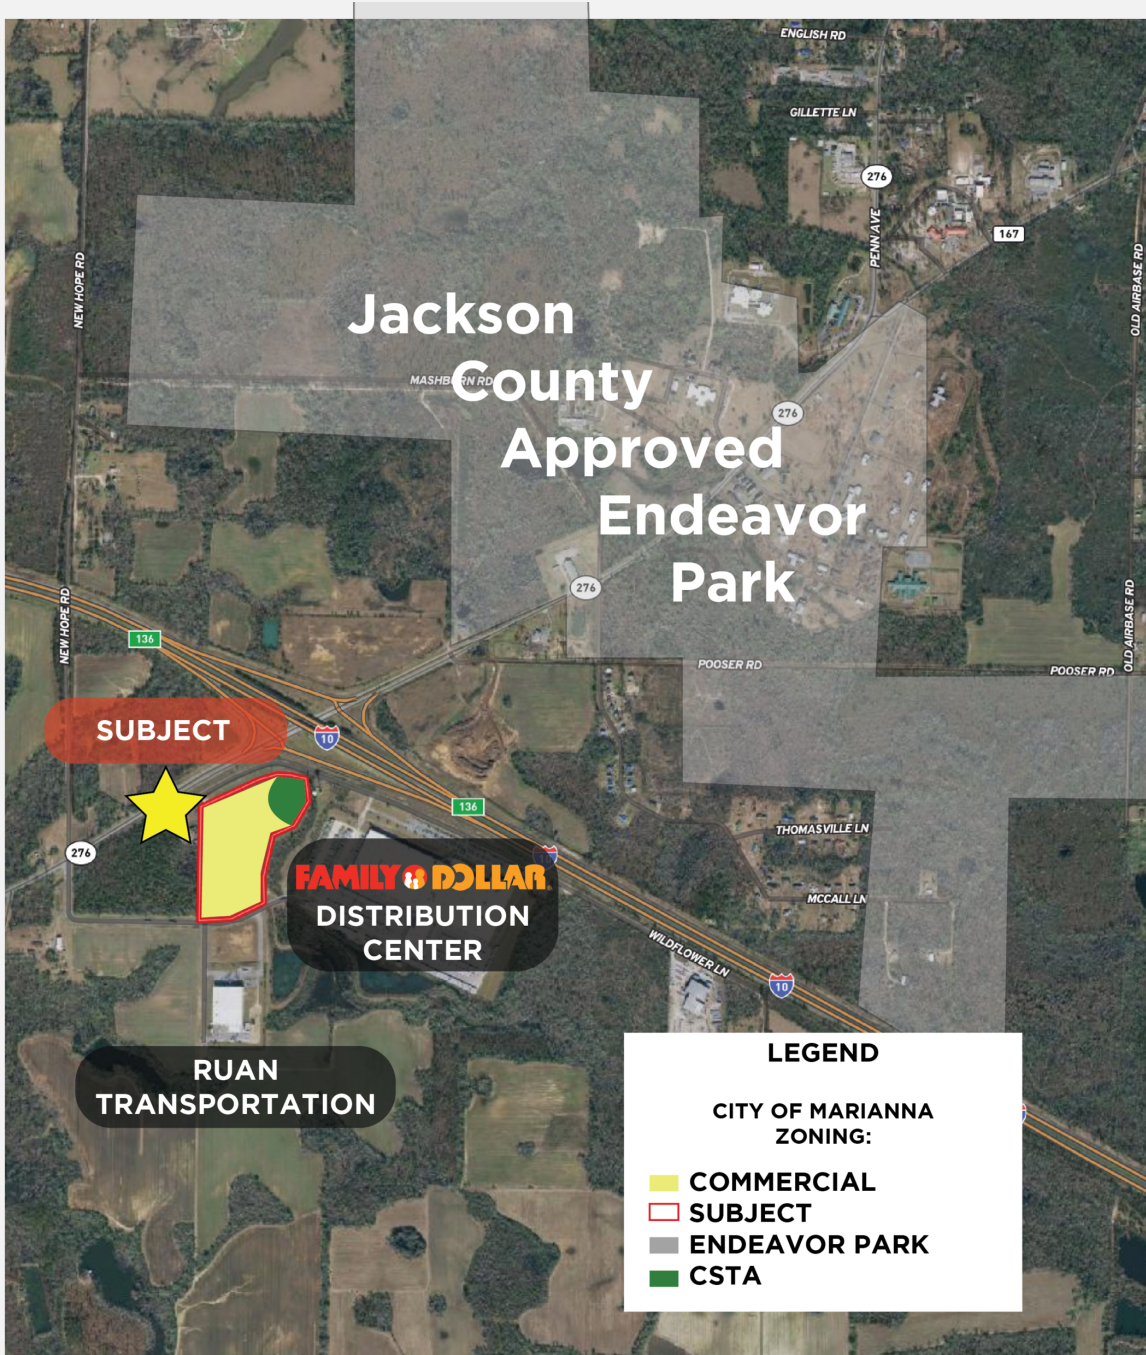 ENGLISH RD
GILLETTE LN
276
PENN AVE
167
NEW HOPE RD
OLD AIRBASE RD
Jackson
County
Approved
Endeavor
Park
MASHBURN RD
276
276
NEW HOPE RD
OLD AIRBASE RD
136
POOSER RD
POOSER RD
SUBJECT
10
136
THOMASVILLE LN
276
FAMILY DOLLAR
DISTRIBUTION
CENTER
MCCALL LN
WILDFLOWER LN
10
RUAN
TRANSPORTATION
LEGEND
CITY OF MARIANNA
ZONING:
COMMERCIAL
SUBJECT
ENDEAVOR PARK
CSTA